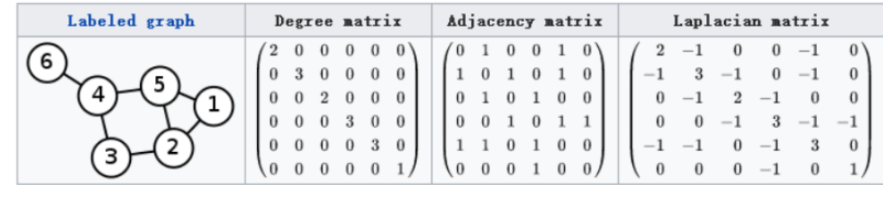 Labeled graph Degree matrix Adjacency matrix Laplacian matrix
6
4
5
1
3
2
2 0 0 0 0 0
0 3 0 0 0 0
0 0 2 0 0 0
0 0 0 3 0 0
0 0 0 0 3 0
0 0 0 0 0 1
0 1 0 0 1 0
1 0 1 0 1 0
0 1 0 1 0 0
0 0 1 0 1 1
1 1 0 1 0 0
0 0 0 1 0 0
2 −1 0 0 −1 0
−1 3 −1 0 −1 0
0 −1 2 −1 0 0
0 0 −1 3 −1 −1
−1 −1 0 −1 3 0
0 0 0 −1 0 1